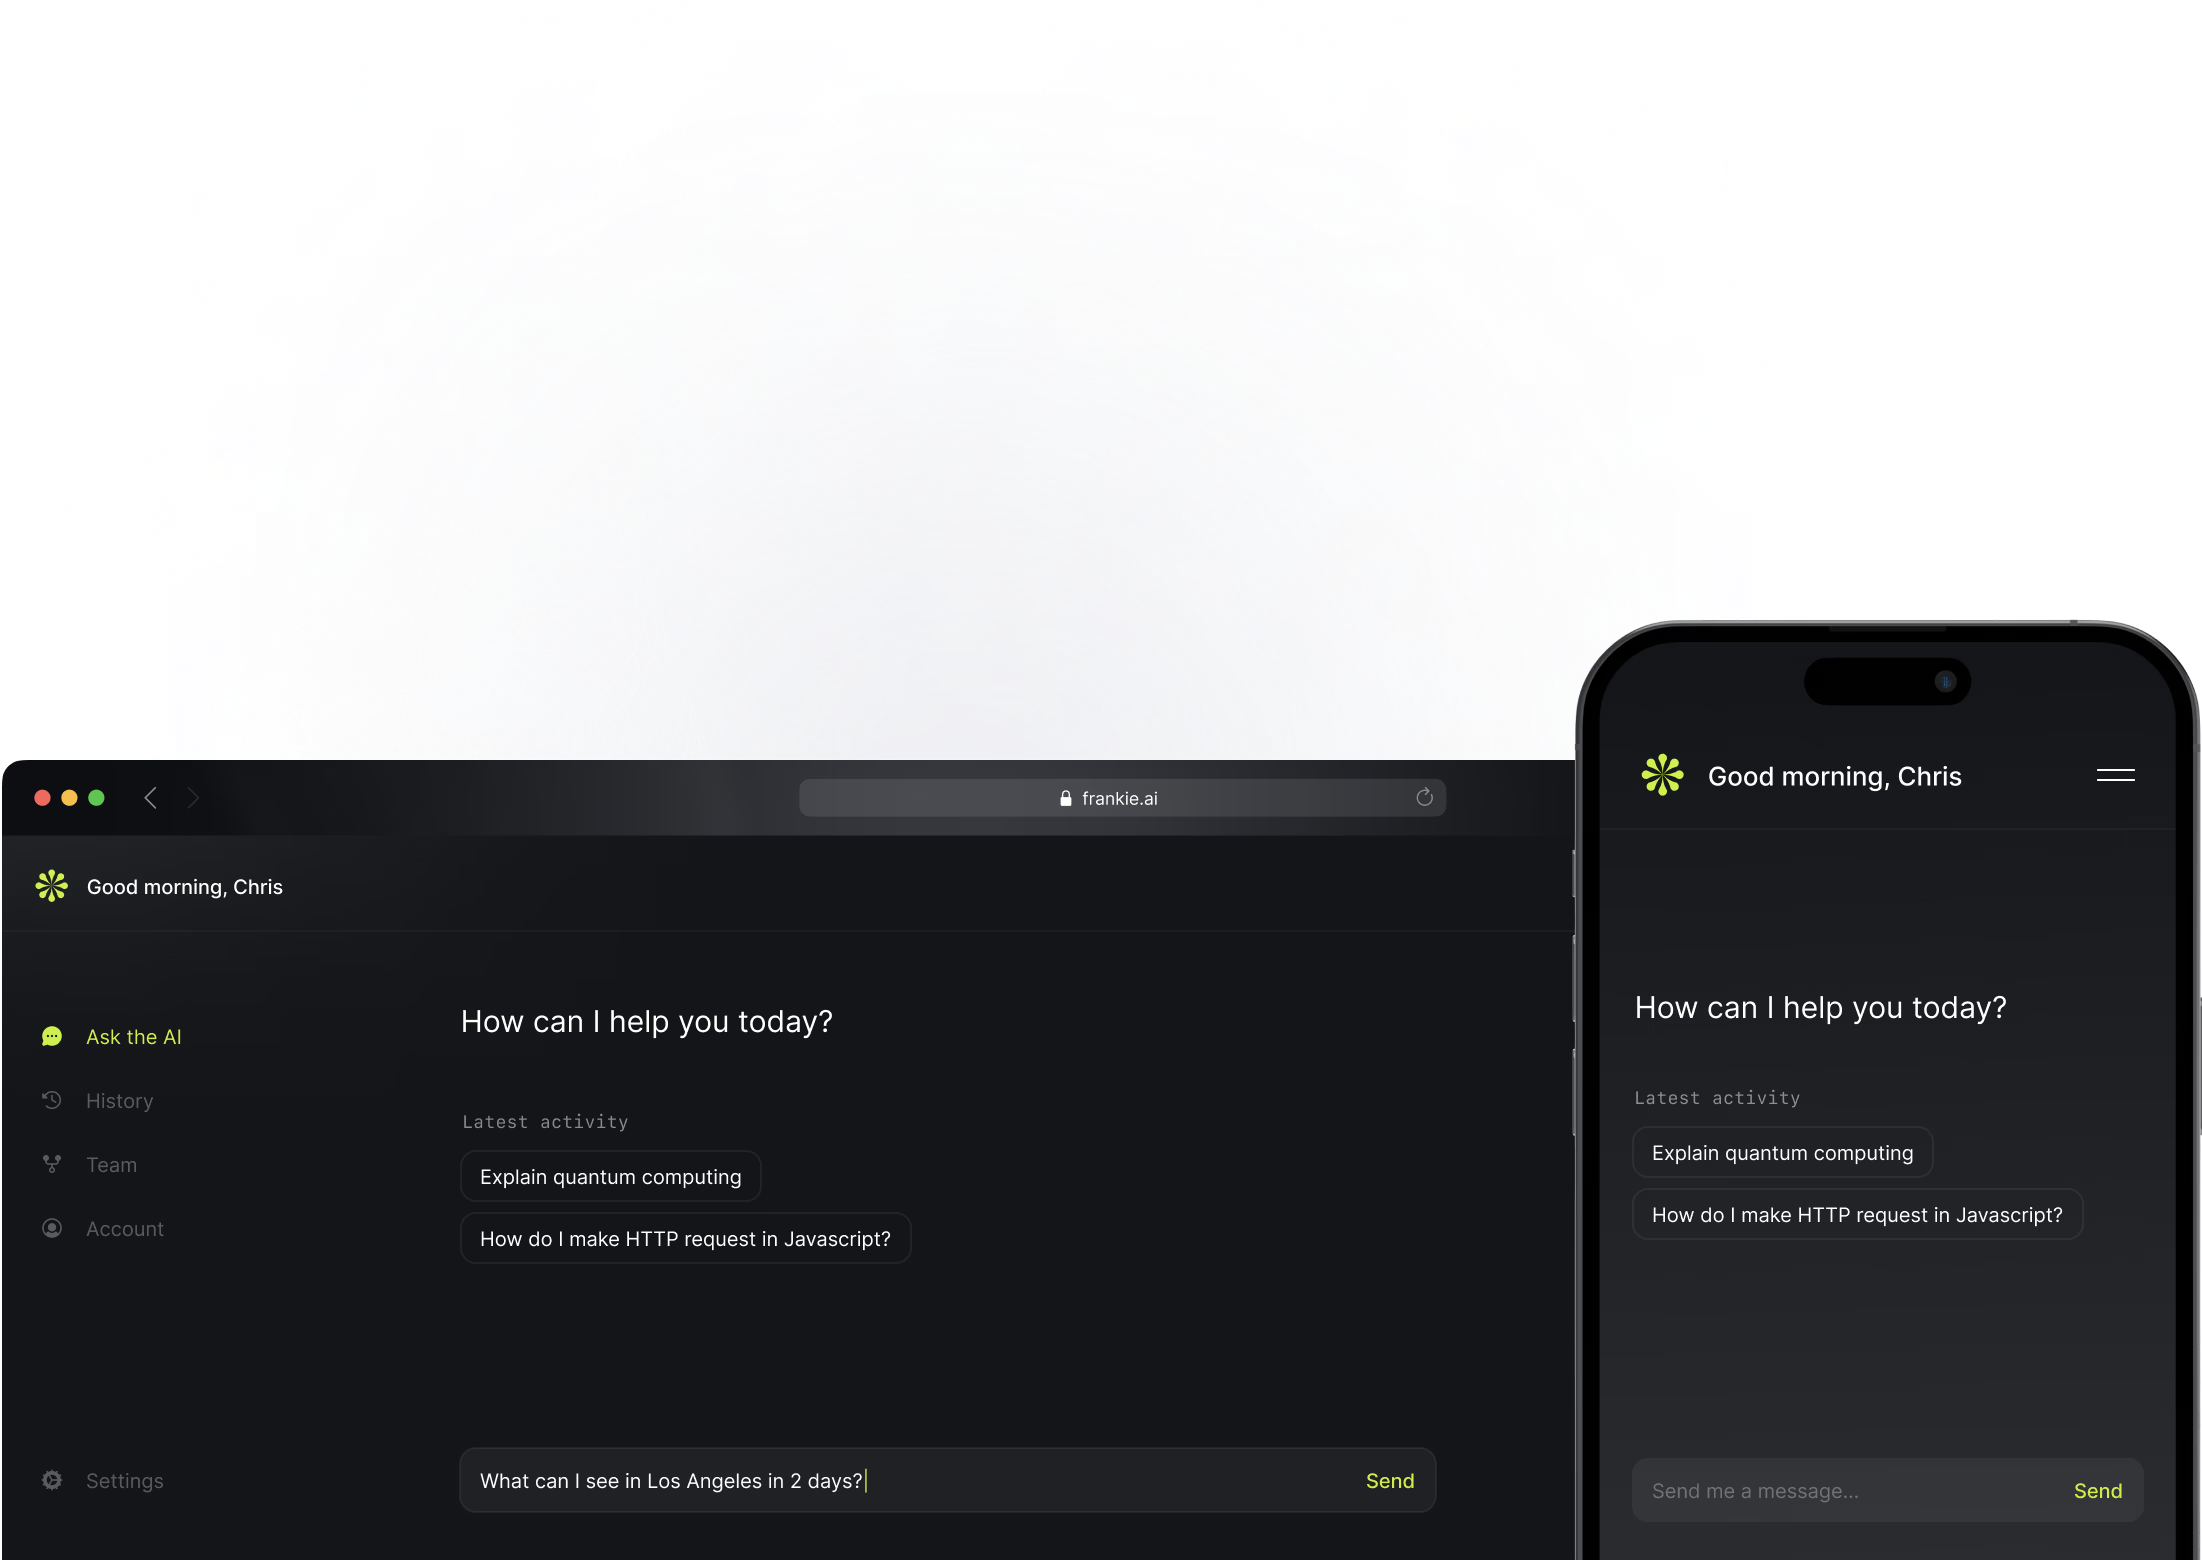 frankie.ai
Good morning, Chris
Ask the AI
History
Team
Account
Settings
How can I help you today?
Latest activity
Explain quantum computing
How do I make HTTP request in Javascript?
What can I see in Los Angeles in 2 days?
Send
Good morning, Chris
How can I help you today?
Latest activity
Explain quantum computing
How do I make HTTP request in Javascript?
Send me a message...
Send